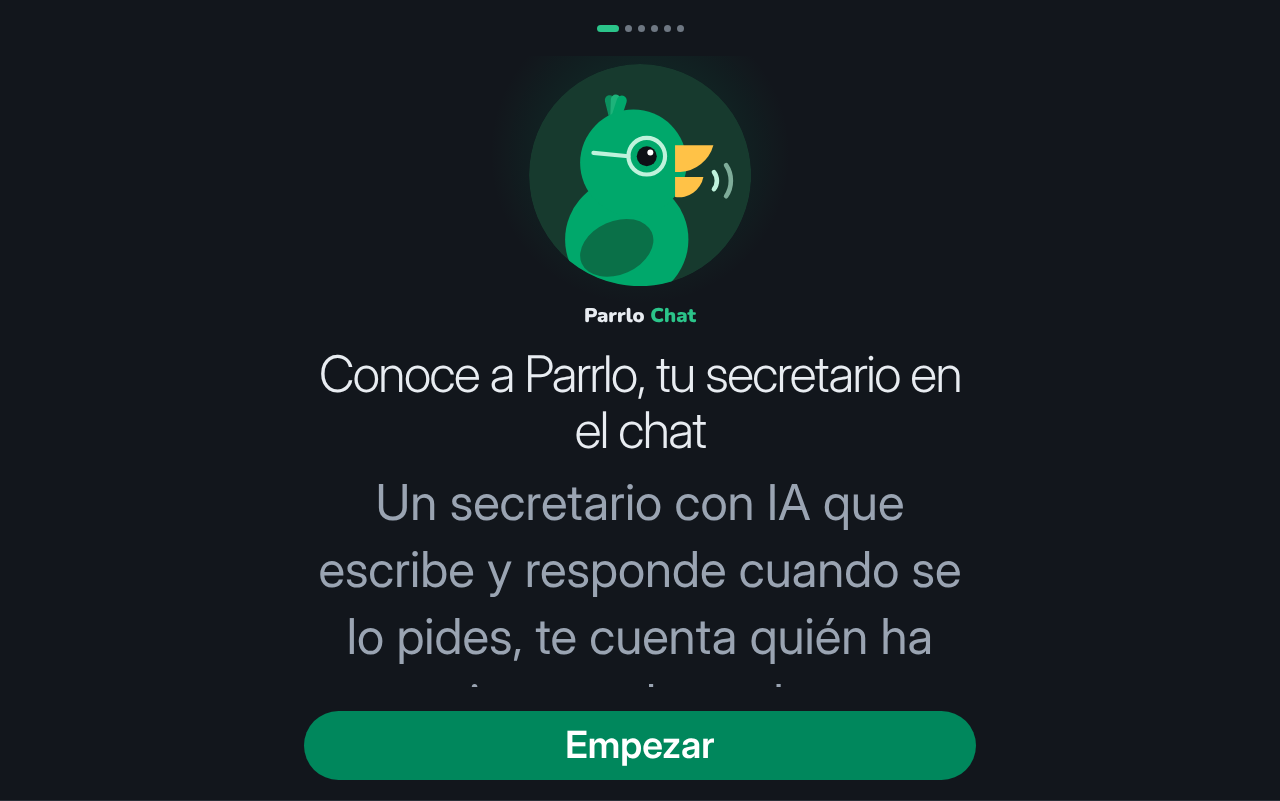 Parrlo Chat
Conoce a Parrlo, tu secretario en
el chat
Un secretario con IA que
escribe y responde cuando se
lo pides, te cuenta quién ha
Empezar